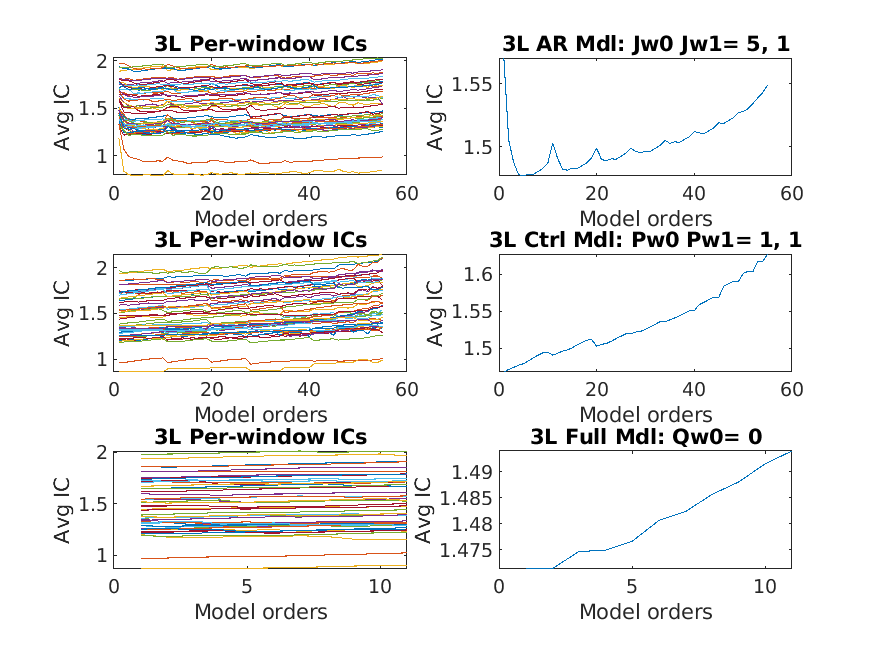 3L Per-window ICs
2
1.5
1
Avg IC
0 20 40 60
Model orders
3L AR Mdl: Jw0 Jw1= 5, 1
1.55
1.5
Avg IC
0 20 40 60
Model orders
3L Per-window ICs
2
1.5
1
Avg IC
0 20 40 60
Model orders
3L Ctrl Mdl: Pw0 Pw1= 1, 1
1.6
1.55
1.5
Avg IC
0 20 40 60
Model orders
3L Per-window ICs
2
1.5
1
Avg IC
0 5 10
Model orders
3L Full Mdl: Qw0= 0
1.49
1.485
1.48
1.475
Avg IC
0 5 10
Model orders